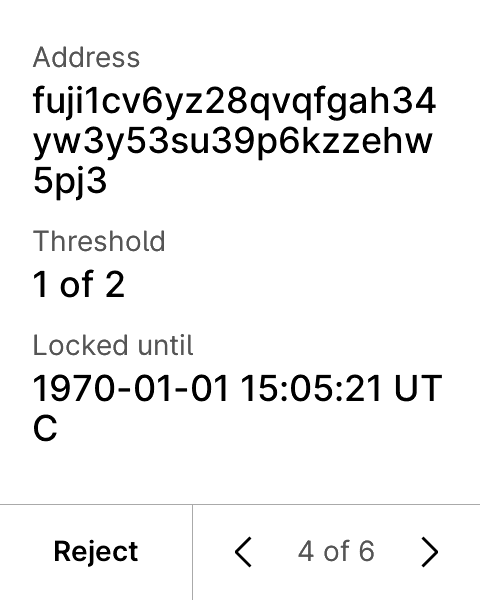 Address
fuji1cv6yz28qvqfgah34
yw3y53su39p6kzzehw
5pj3
Threshold
1 of 2
Locked until
1970-01-01 15:05:21 UT
C
Reject
4 of 6